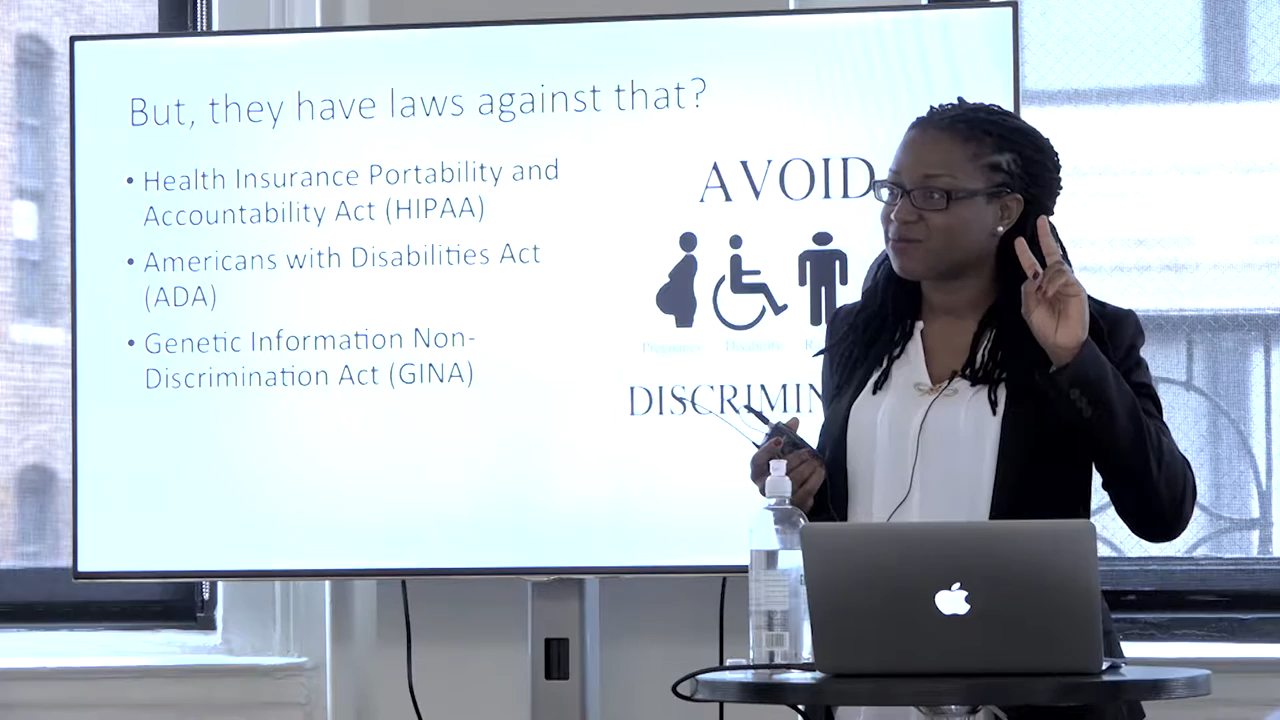 But, they have laws against that?
• Health Insurance Portability and
Accountability Act (HIPAA)
• Americans with Disabilities Act
(ADA)
• Genetic Information Non-
Discrimination Act (GINA)
AVOID
DISCRIMIN